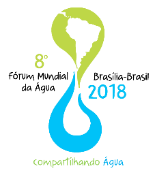 8º
Fórum Mundial
da Água
Brasília-Brasil
2018
Compartilhando Água